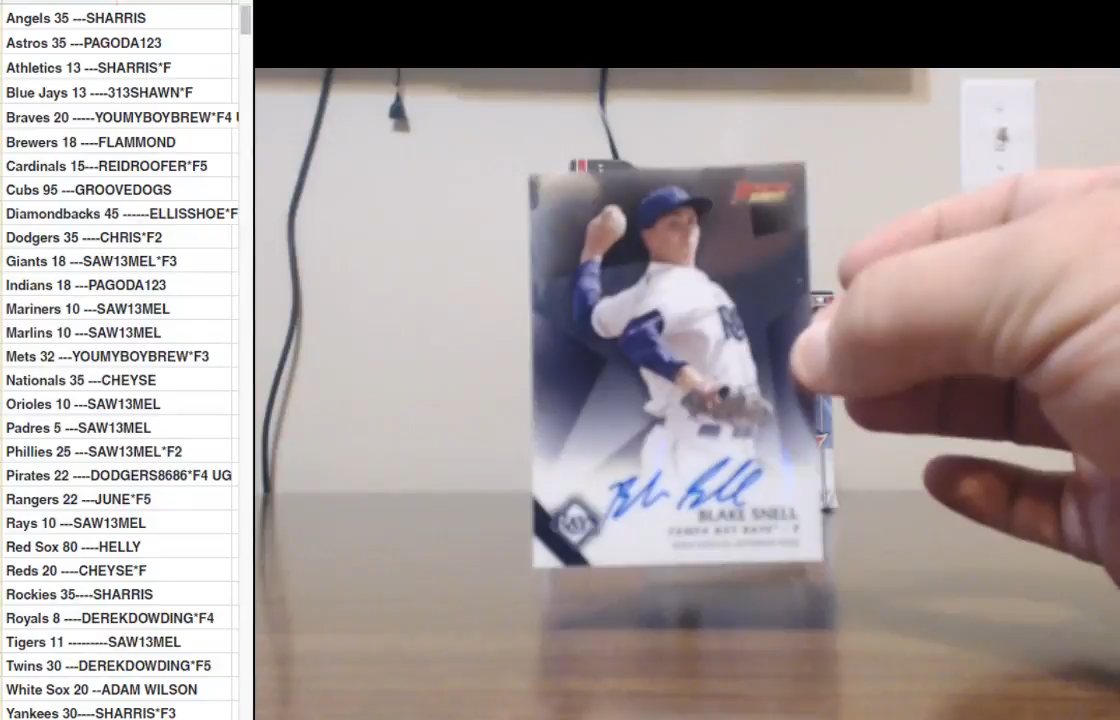 Angels 35 ---SHARRIS
Astros 35 ---PAGODA123
Athletics 13 ---SHARRIS*F
Blue Jays 13 ----313SHAWN*F
Braves 20 -----YOUMYBOYBREW*F4 U
Brewers 18 ----FLAMMOND
Cardinals 15---REIDROOFER*F5
Cubs 95 ---GROOVEDOGS
Diamondbacks 45 ------ELLISSHOE*F
Dodgers 35 ----CHRIS*F2
Giants 18 ---SAW13MEL*F3
Indians 18 ---PAGODA123
Mariners 10 ---SAW13MEL
Marlins 10 ---SAW13MEL
Mets 32 ---YOUMYBOYBREW*F3
Nationals 35 ---CHEYSE
Orioles 10 ---SAW13MEL
Padres 5 ---SAW13MEL
Phillies 25 ----SAW13MEL*F2
Pirates 22 ----DODGERS8686*F4 UG
Rangers 22 ---JUNE*F5
Rays 10 ---SAW13MEL
Red Sox 80 ----HELLY
Reds 20 ----CHEYSE*F
Rockies 35----SHARRIS
Royals 8 ----DEREKDOWDING*F4
Tigers 11 ---------SAW13MEL
Twins 30 ---DEREKDOWDING*F5
White Sox 20 --ADAM WILSON
Yankees 30----SHARRIS*F3
RAYS
BLAKE SNELL
TAMPA BAY RAYS